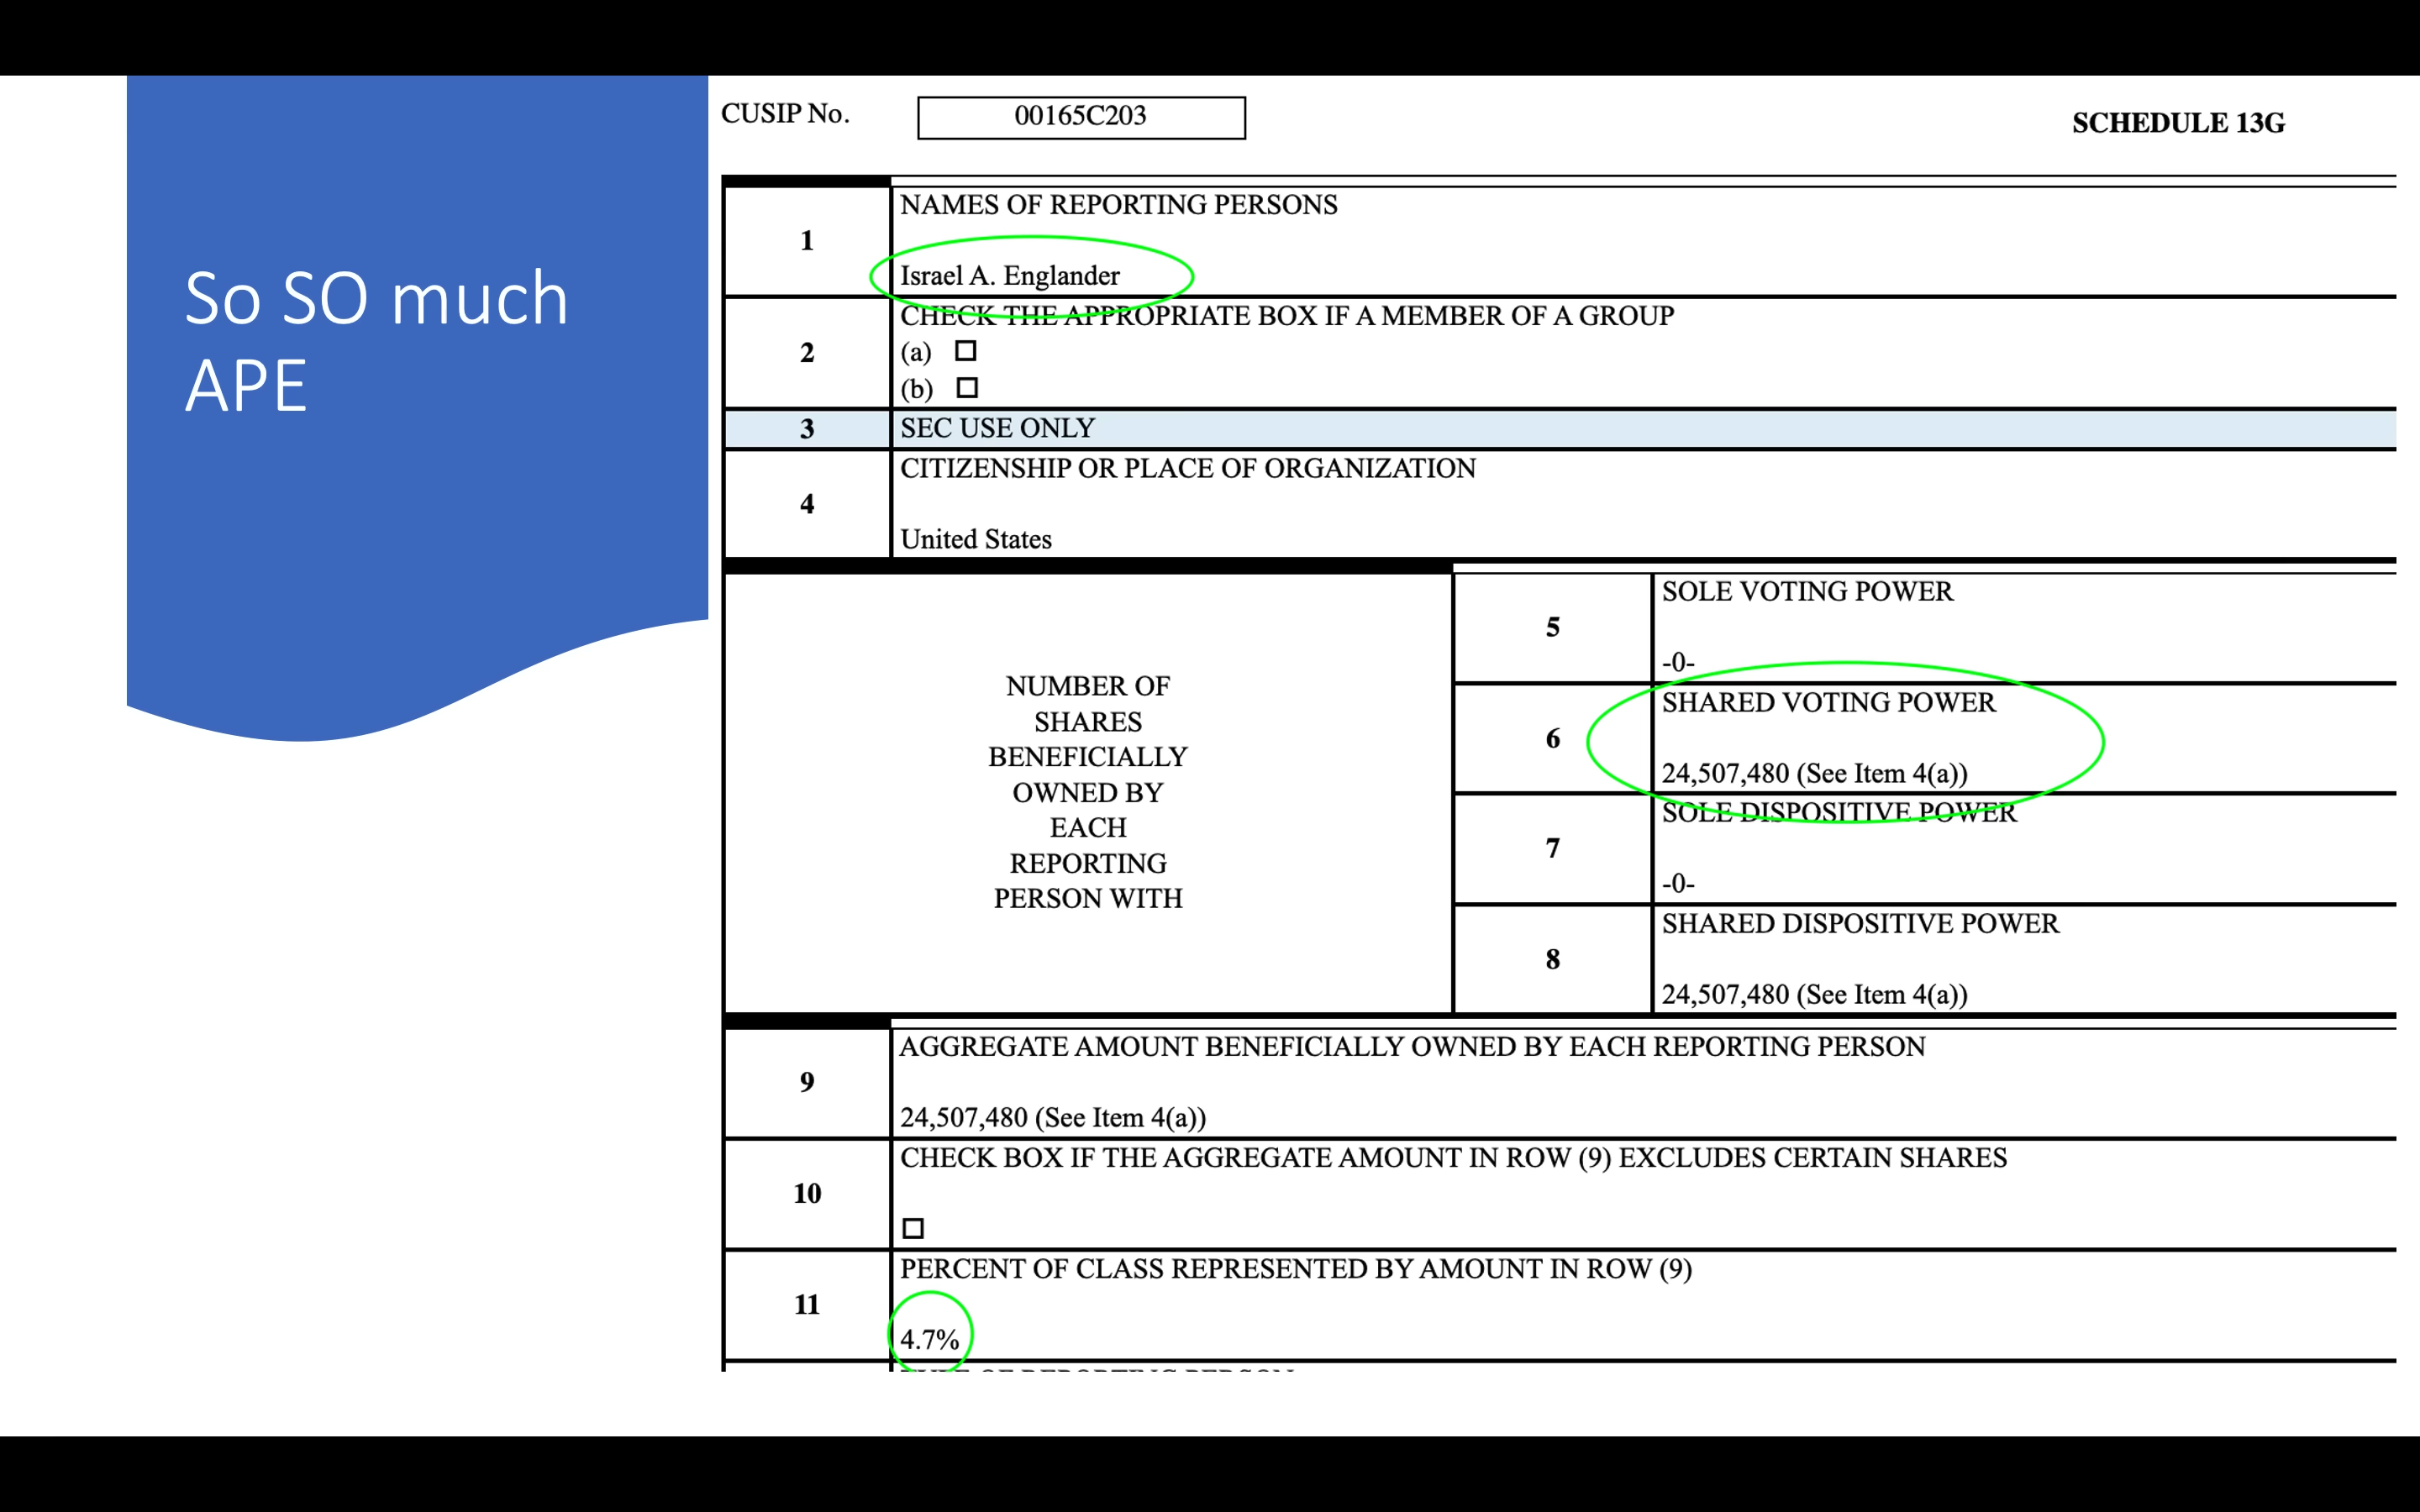 So SO much
APE
CUSIP No.
00165C203
SCHEDULE 13G
1
NAMES OF REPORTING PERSONS
Israel A. Englander
2
CHECK THE APPROPRIATE BOX IF A MEMBER OF A GROUP
(a) ☐
(b) ☐
3
SEC USE ONLY
4
CITIZENSHIP OR PLACE OF ORGANIZATION
United States
NUMBER OF
SHARES
BENEFICIALLY
OWNED BY
EACH
REPORTING
PERSON WITH
5
SOLE VOTING POWER
-0-
6
SHARED VOTING POWER
24,507,480 (See Item 4(a))
7
SOLE DISPOSITIVE POWER
-0-
8
SHARED DISPOSITIVE POWER
24,507,480 (See Item 4(a))
9
AGGREGATE AMOUNT BENEFICIALLY OWNED BY EACH REPORTING PERSON
24,507,480 (See Item 4(a))
10
CHECK BOX IF THE AGGREGATE AMOUNT IN ROW (9) EXCLUDES CERTAIN SHARES
☐
11
PERCENT OF CLASS REPRESENTED BY AMOUNT IN ROW (9)
4.7%